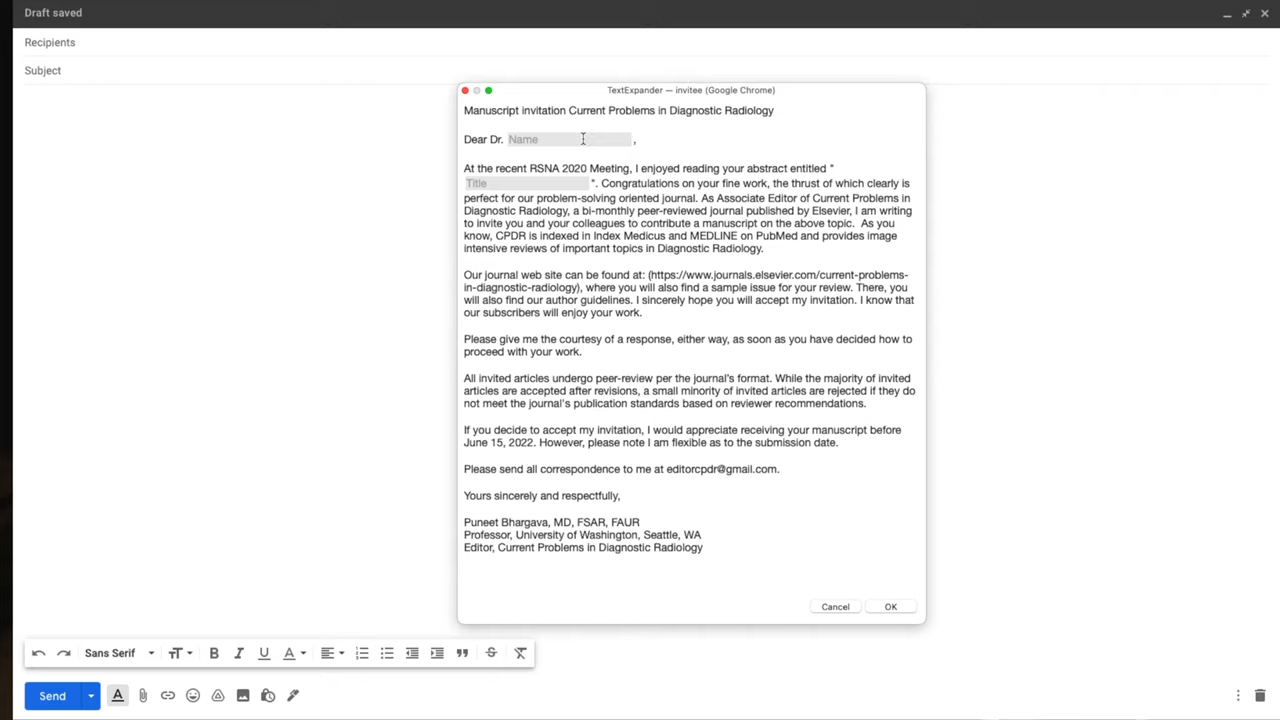 Draft saved
Recipients
Subject
TextExpander — invitee (Google Chrome)
Manuscript invitation Current Problems in Diagnostic Radiology
Dear Dr. Name ,
At the recent RSNA 2020 Meeting, I enjoyed reading your abstract entitled "
Title ". Congratulations on your fine work, the thrust of which clearly is
perfect for our problem-solving oriented journal. As Associate Editor of Current Problems in
Diagnostic Radiology, a bi-monthly peer-reviewed journal published by Elsevier, I am writing
to invite you and your colleagues to contribute a manuscript on the above topic. As you
know, CPDR is indexed in Index Medicus and MEDLINE on PubMed and provides image
intensive reviews of important topics in Diagnostic Radiology.
Our journal web site can be found at: (https://www.journals.elsevier.com/current-problems-
in-diagnostic-radiology), where you will also find a sample issue for your review. There, you
will also find our author guidelines. I sincerely hope you will accept my invitation. I know that
our subscribers will enjoy your work.
Please give me the courtesy of a response, either way, as soon as you have decided how to
proceed with your work.
All invited articles undergo peer-review per the journal's format. While the majority of invited
articles are accepted after revisions, a small minority of invited articles are rejected if they do
not meet the journal's publication standards based on reviewer recommendations.
If you decide to accept my invitation, I would appreciate receiving your manuscript before
June 15, 2022. However, please note I am flexible as to the submission date.
Please send all correspondence to me at editorcpdr@gmail.com.
Yours sincerely and respectfully,
Puneet Bhargava, MD, FSAR, FAUR
Professor, University of Washington, Seattle, WA
Editor, Current Problems in Diagnostic Radiology
Cancel OK
Sans Serif
Send